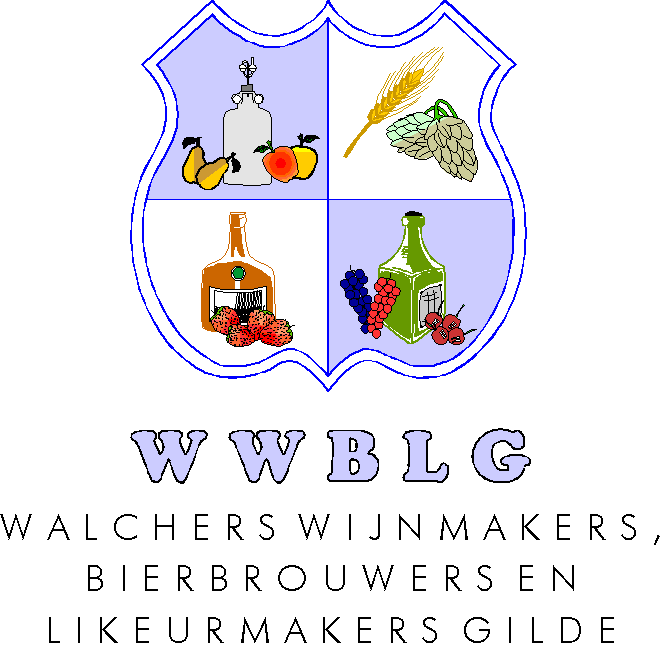 WWBLG
WALCHERS WIJNMAKERS,
BIERBROUWERS EN
LIKEURMAKERS GILDE